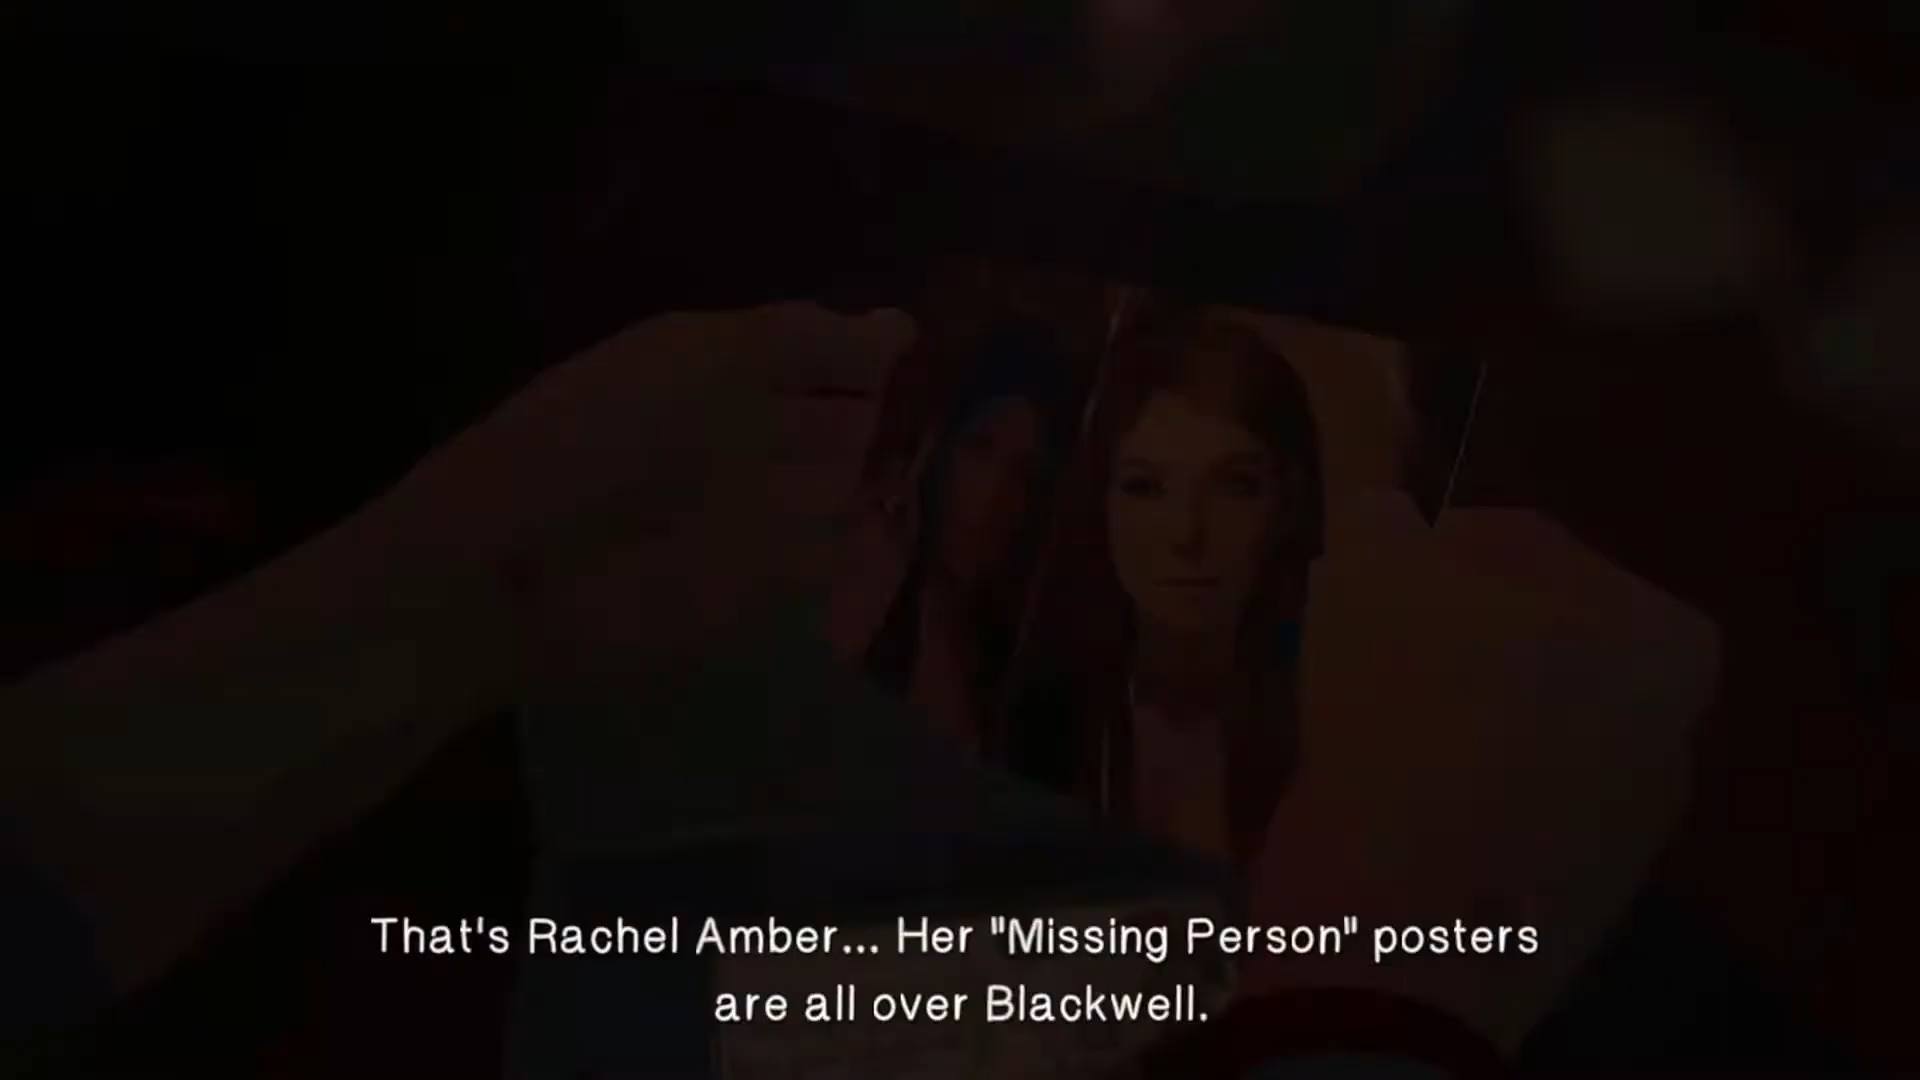 That's Rachel Amber... Her "Missing Person" posters
are all over Blackwell.